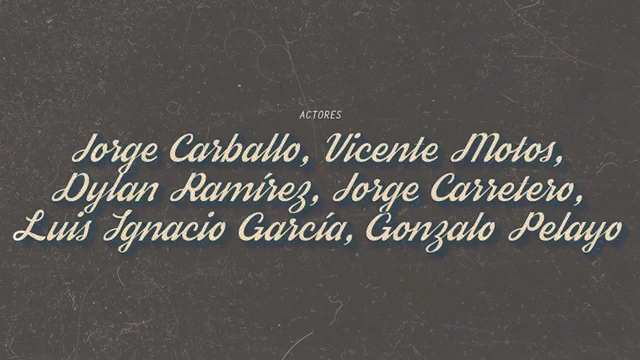 ACTORES
Jorge Carballo, Vicente Motos,
Dylan Ramírez, Jorge Carretero,
Luis Ignacio García, Gonzalo Pelayo